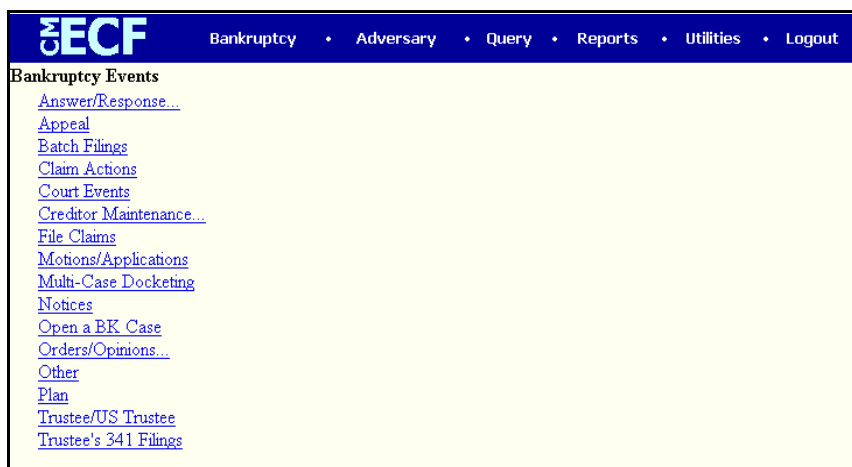 CM ECF Bankruptcy • Adversary • Query • Reports • Utilities • Logout
Bankruptcy Events
Answer/Response...
Appeal
Batch Filings
Claim Actions
Court Events
Creditor Maintenance...
File Claims
Motions/Applications
Multi-Case Docketing
Notices
Open a BK Case
Orders/Opinions...
Other
Plan
Trustee/US Trustee
Trustee's 341 Filings